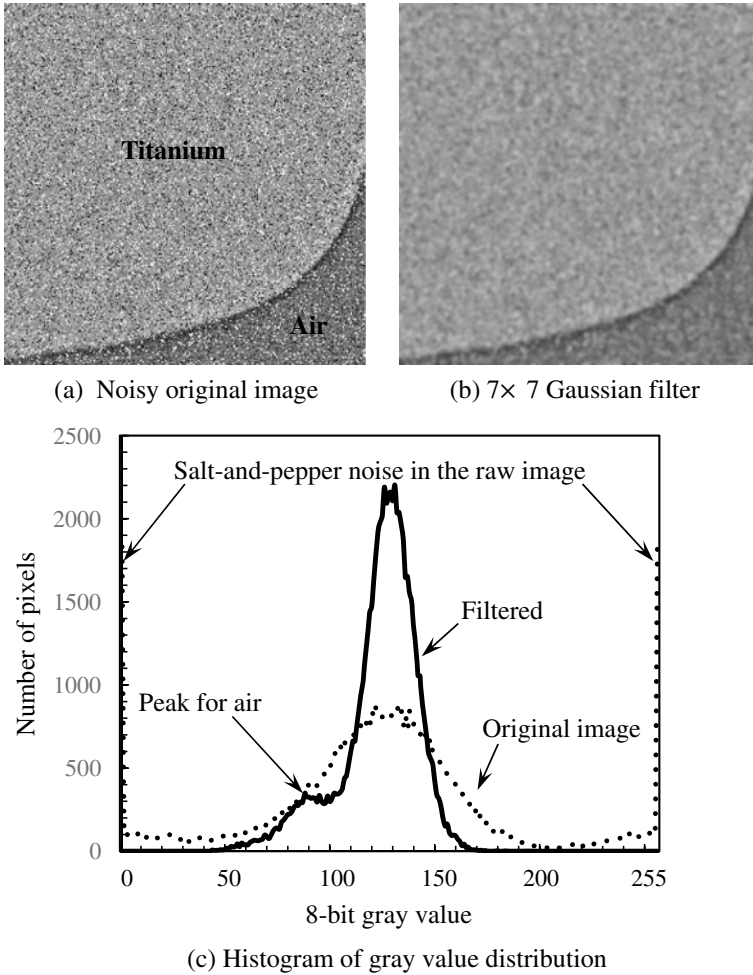 Titanium
Air
(a) Noisy original image
(b) 7× 7 Gaussian filter
2500
2000
1500
1000
500
0
Number of pixels
Salt-and-pepper noise in the raw image
Filtered
Peak for air
Original image
0 50 100 150 200 255
8-bit gray value
(c) Histogram of gray value distribution